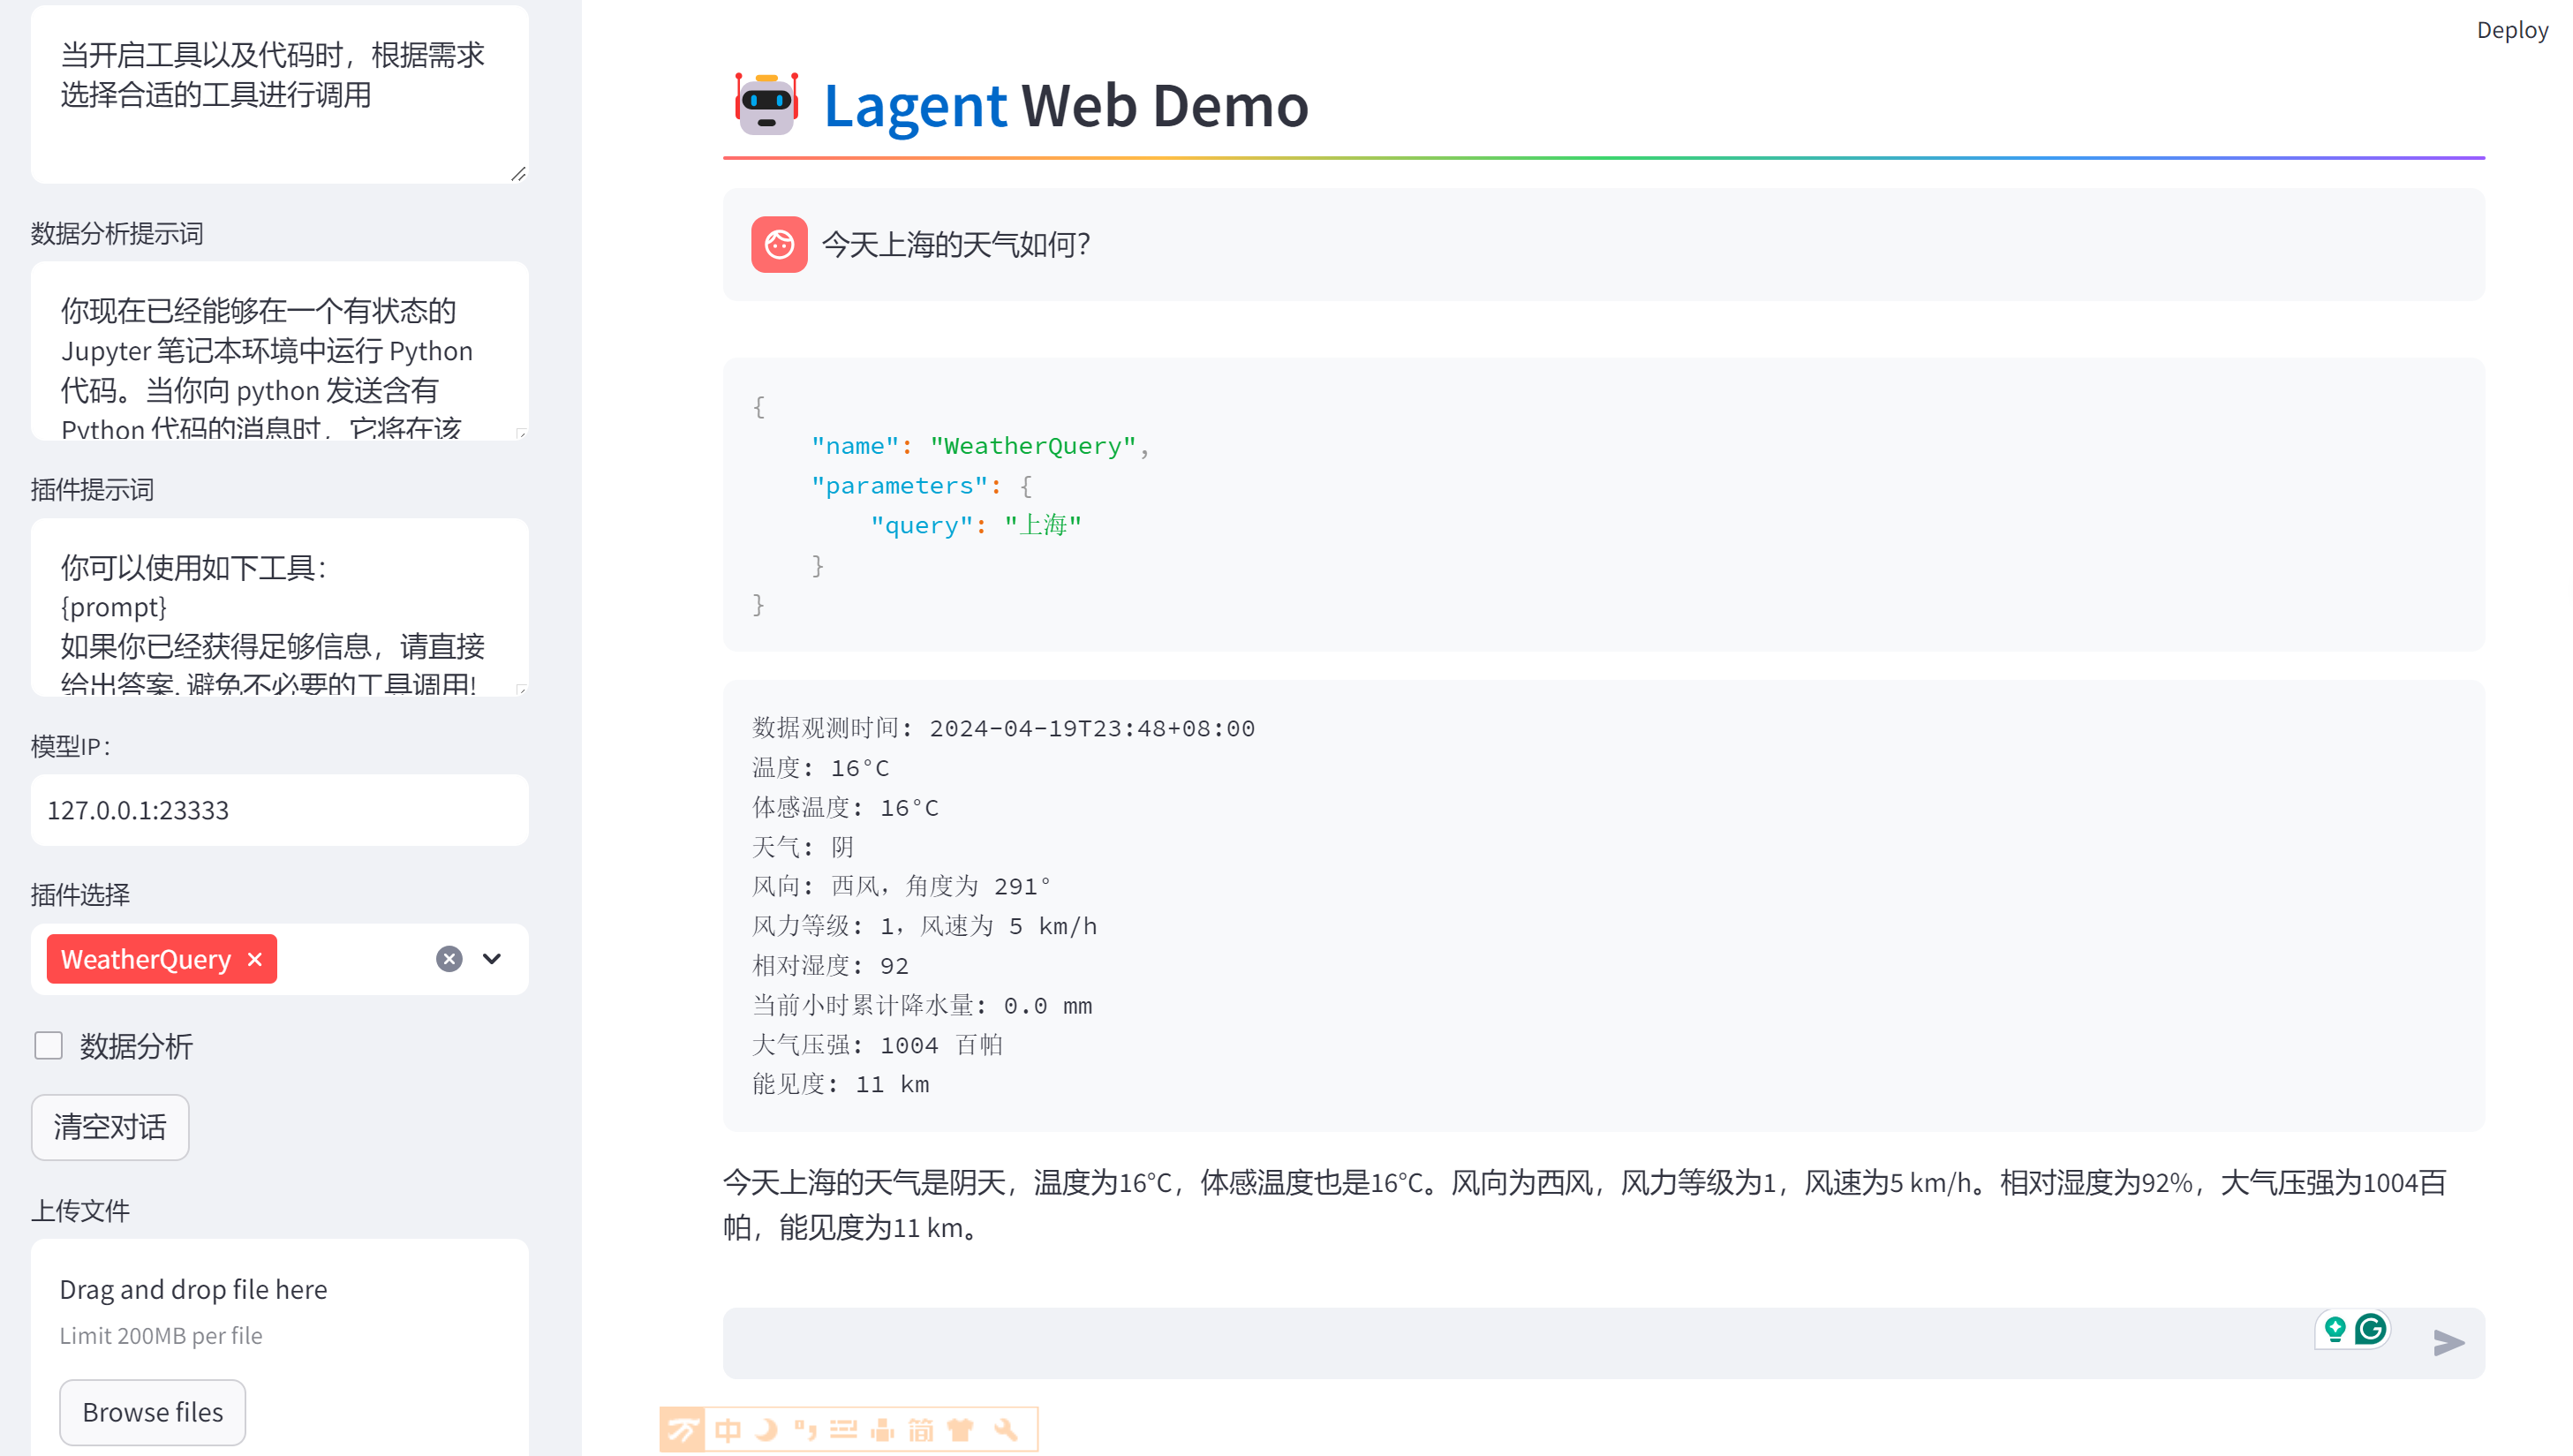 当开启工具以及代码时，根据需求
选择合适的工具进行调用
数据分析提示词
你现在已经能够在一个有状态的
Jupyter 笔记本环境中运行 Python
代码。当你向 python 发送含有
Python 代码的消息时，它将在该
插件提示词
你可以使用如下工具：
{prompt}
如果你已经获得足够信息，请直接
给出答案. 避免不必要的工具调用!
模型IP：
127.0.0.1:23333
插件选择
WeatherQuery
数据分析
清空对话
上传文件
Drag and drop file here
Limit 200MB per file
Browse files
Deploy
Lagent Web Demo
今天上海的天气如何？
{
"name": "WeatherQuery",
"parameters": {
"query": "上海"
}
}
数据观测时间: 2024-04-19T23:48+08:00
温度: 16°C
体感温度: 16°C
天气: 阴
风向: 西风，角度为 291°
风力等级: 1，风速为 5 km/h
相对湿度: 92
当前小时累计降水量: 0.0 mm
大气压强: 1004 百帕
能见度: 11 km
今天上海的天气是阴天，温度为16°C，体感温度也是16°C。风向为西风，风力等级为1，风速为5 km/h。相对湿度为92%，大气压强为1004百
帕，能见度为11 km。
中 简